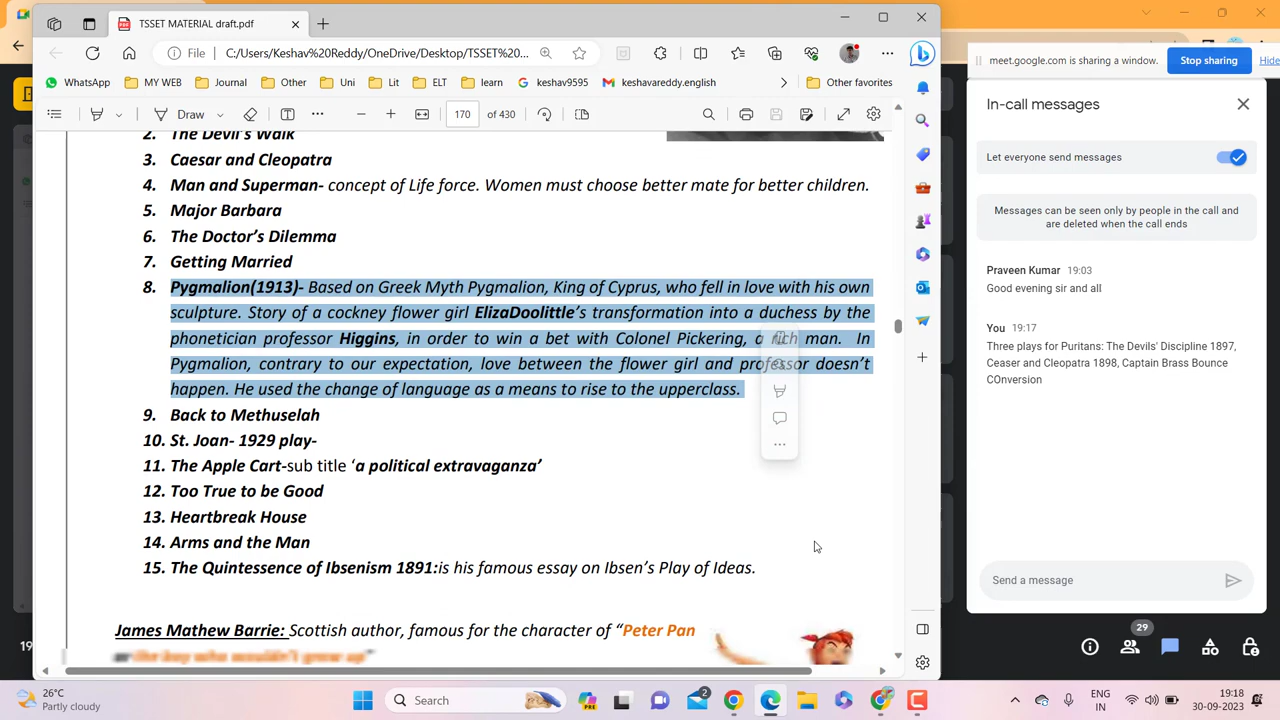 TSSET MATERIAL draft.pdf
File C:/Users/Keshav%20Reddy/OneDrive/Desktop/TSSET%20...
meet.google.com is sharing a window. Stop sharing Hide
WhatsApp MY WEB Journ Other Uni Lit ELT learn keshav9595 keshavareddy.english Other favorites
Draw 170 of 430
In-call messages
Let everyone send messages
Messages can be seen only by people in the call and
are deleted when the call ends
Praveen Kumar 19:03
Good evening sir and all
You 19:17
Three plays for Puritans: The Devils' Discipline 1897,
Ceaser and Cleopatra 1898, Captain Brass Bounce
COnversion
Send a message
29
2. The Devil's Walk
3. Caesar and Cleopatra
4. Man and Superman- concept of Life force. Women must choose better mate for better children.
5. Major Barbara
6. The Doctor's Dilemma
7. Getting Married
8. Pygmalion(1913)- Based on Greek Myth Pygmalion, King of Cyprus, who fell in love with his own
sculpture. Story of a cockney flower girl ElizaDoolittle's transformation into a duchess by the
phonetician professor Higgins, in order to win a bet with Colonel Pickering, a rich man. In
Pygmalion, contrary to our expectation, love between the flower girl and professor doesn't
happen. He used the change of language as a means to rise to the upperclass.
9. Back to Methuselah
10. St. Joan- 1929 play-
11. The Apple Cart-sub title 'a political extravaganza'
12. Too True to be Good
13. Heartbreak House
14. Arms and the Man
15. The Quintessence of Ibsenism 1891:is his famous essay on Ibsen's Play of Ideas.
James Mathew Barrie: Scottish author, famous for the character of "Peter Pan
26°C
Partly cloudy
Search
2
ENG
IN
19:18
30-09-2023